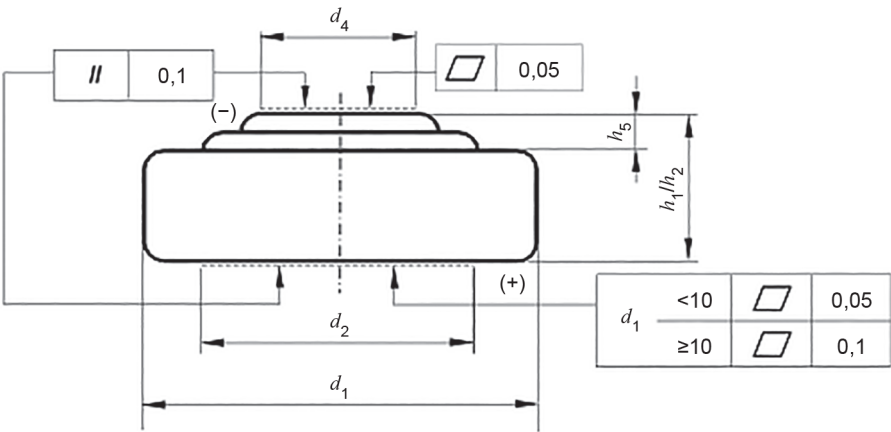 d4
// 0,1
0,05
(−)
h5
h1/h2
(+)
d1 <10 0,05
≥10 0,1
d2
d1